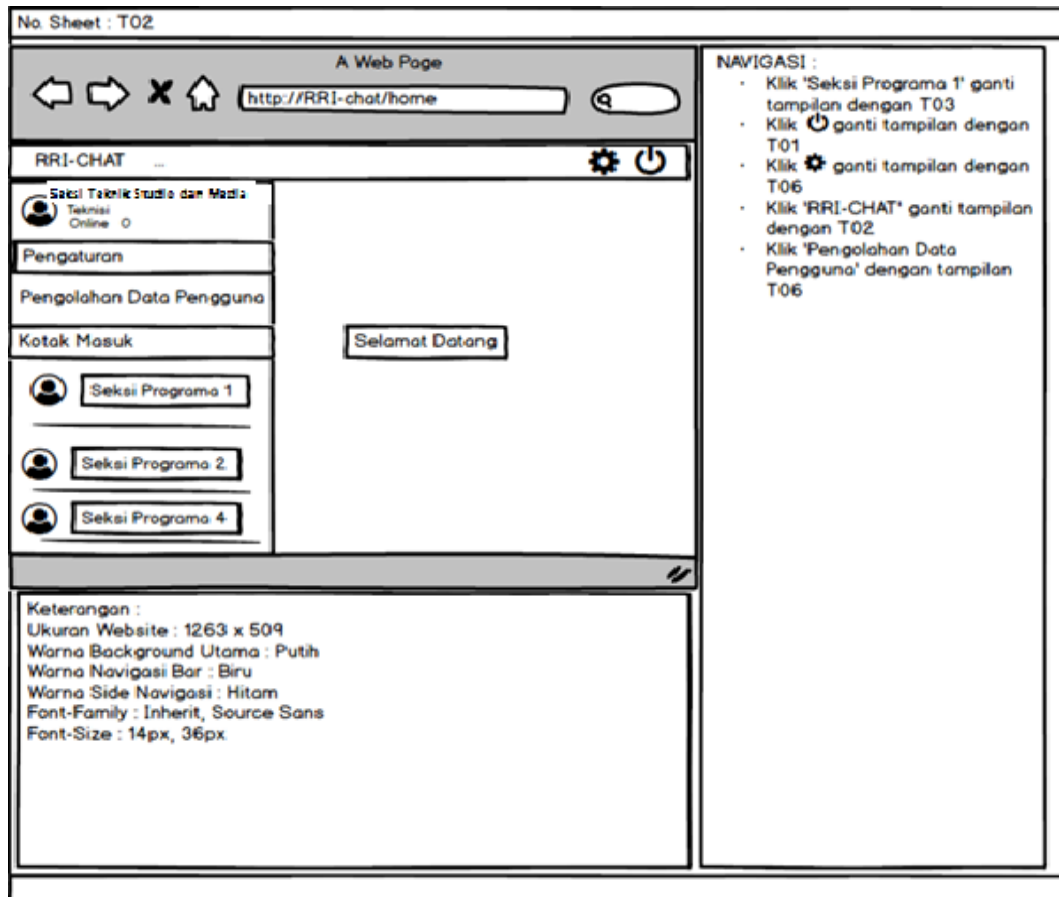 No. Sheet : T02
A Web Page
http://RRI-chat/home
RRI-CHAT ...
Seksi Teknik Studio dan Media
Teknisi
Online O
Pengaturan
Pengolahan Data Pengguna
Kotak Masuk
Seksi Programa 1
Seksi Programa 2
Seksi Programa 4
Selamat Datang
Keterangan :
Ukuran Website : 1263 x 509
Warna Background Utama : Putih
Warna Navigasi Bar : Biru
Warna Side Navigasi : Hitam
Font-Family : Inherit, Source Sans
Font-Size : 14px, 36px
NAVIGASI :
· Klik 'Seksi Programa 1' ganti
tampilan dengan T03
· Klik ganti tampilan dengan
T01
· Klik ganti tampilan dengan
T06
· Klik 'RRI-CHAT" ganti tampilan
dengan T02
· Klik 'Pengolahan Data
Pengguna' dengan tampilan
T06